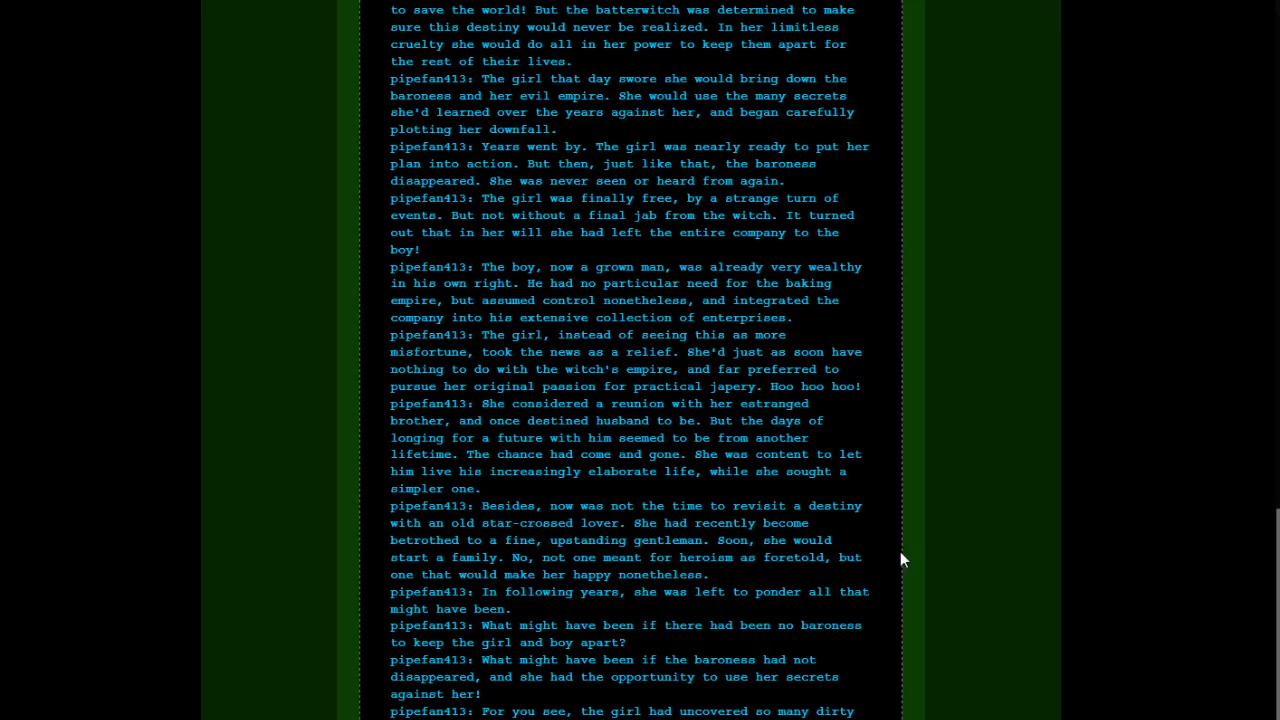 to save the world! But the batterwitch was determined to make
sure this destiny would never be realized. In her limitless
cruelty she would do all in her power to keep them apart for
the rest of their lives.
pipefan413: The girl that day swore she would bring down the
baroness and her evil empire. She would use the many secrets
she'd learned over the years against her, and began carefully
plotting her downfall.
pipefan413: Years went by. The girl was nearly ready to put her
plan into action. But then, just like that, the baroness
disappeared. She was never seen or heard from again.
pipefan413: The girl was finally free, by a strange turn of
events. But not without a final jab from the witch. It turned
out that in her will she had left the entire company to the
boy!
pipefan413: The boy, now a grown man, was already very wealthy
in his own right. He had no particular need for the baking
empire, but assumed control nonetheless, and integrated the
company into his extensive collection of enterprises.
pipefan413: The girl, instead of seeing this as more
misfortune, took the news as a relief. She'd just as soon have
nothing to do with the witch's empire, and far preferred to
pursue her original passion for practical japery. Hoo hoo hoo!
pipefan413: She considered a reunion with her estranged
brother, and once destined husband to be. But the days of
longing for a future with him seemed to be from another
lifetime. The chance had come and gone. She was content to let
him live his increasingly elaborate life, while she sought a
simpler one.
pipefan413: Besides, now was not the time to revisit a destiny
with an old star-crossed lover. She had recently become
betrothed to a fine, upstanding gentleman. Soon, she would
start a family. No, not one meant for heroism as foretold, but
one that would make her happy nonetheless.
pipefan413: In following years, she was left to ponder all that
might have been.
pipefan413: What might have been if there had been no baroness
to keep the girl and boy apart?
pipefan413: What might have been if the baroness had not
disappeared, and she had the opportunity to use her secrets
against her!
pipefan413: For you see, the girl had uncovered so many dirty